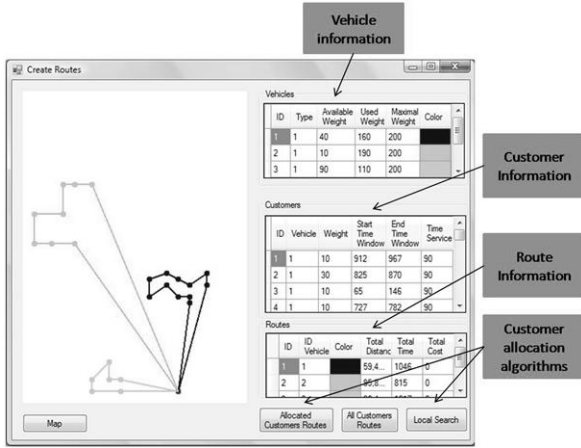 Vehicle
information
Create Routes
Vehicles
ID Type Available Weight Used Weight Maximal Weight Color
1 1 40 160 200
2 1 10 190 200
3 1 90 110 200
Customer
Information
Customers
ID Vehicle Weight Start Time Window End Time Window Time Service
1 1 10 912 967 90
2 1 30 825 870 90
3 1 10 65 146 90
4 1 10 727 782 90
Route
Information
Routes
ID ID Vehicle Color Total Distanc Total Time Total Cost
1 1 59,4... 1046 0
2 2 95,8... 815 0
Customer
allocation
algorithms
Map
Allocated
Customers Routes
All Customers
Routes
Local Search